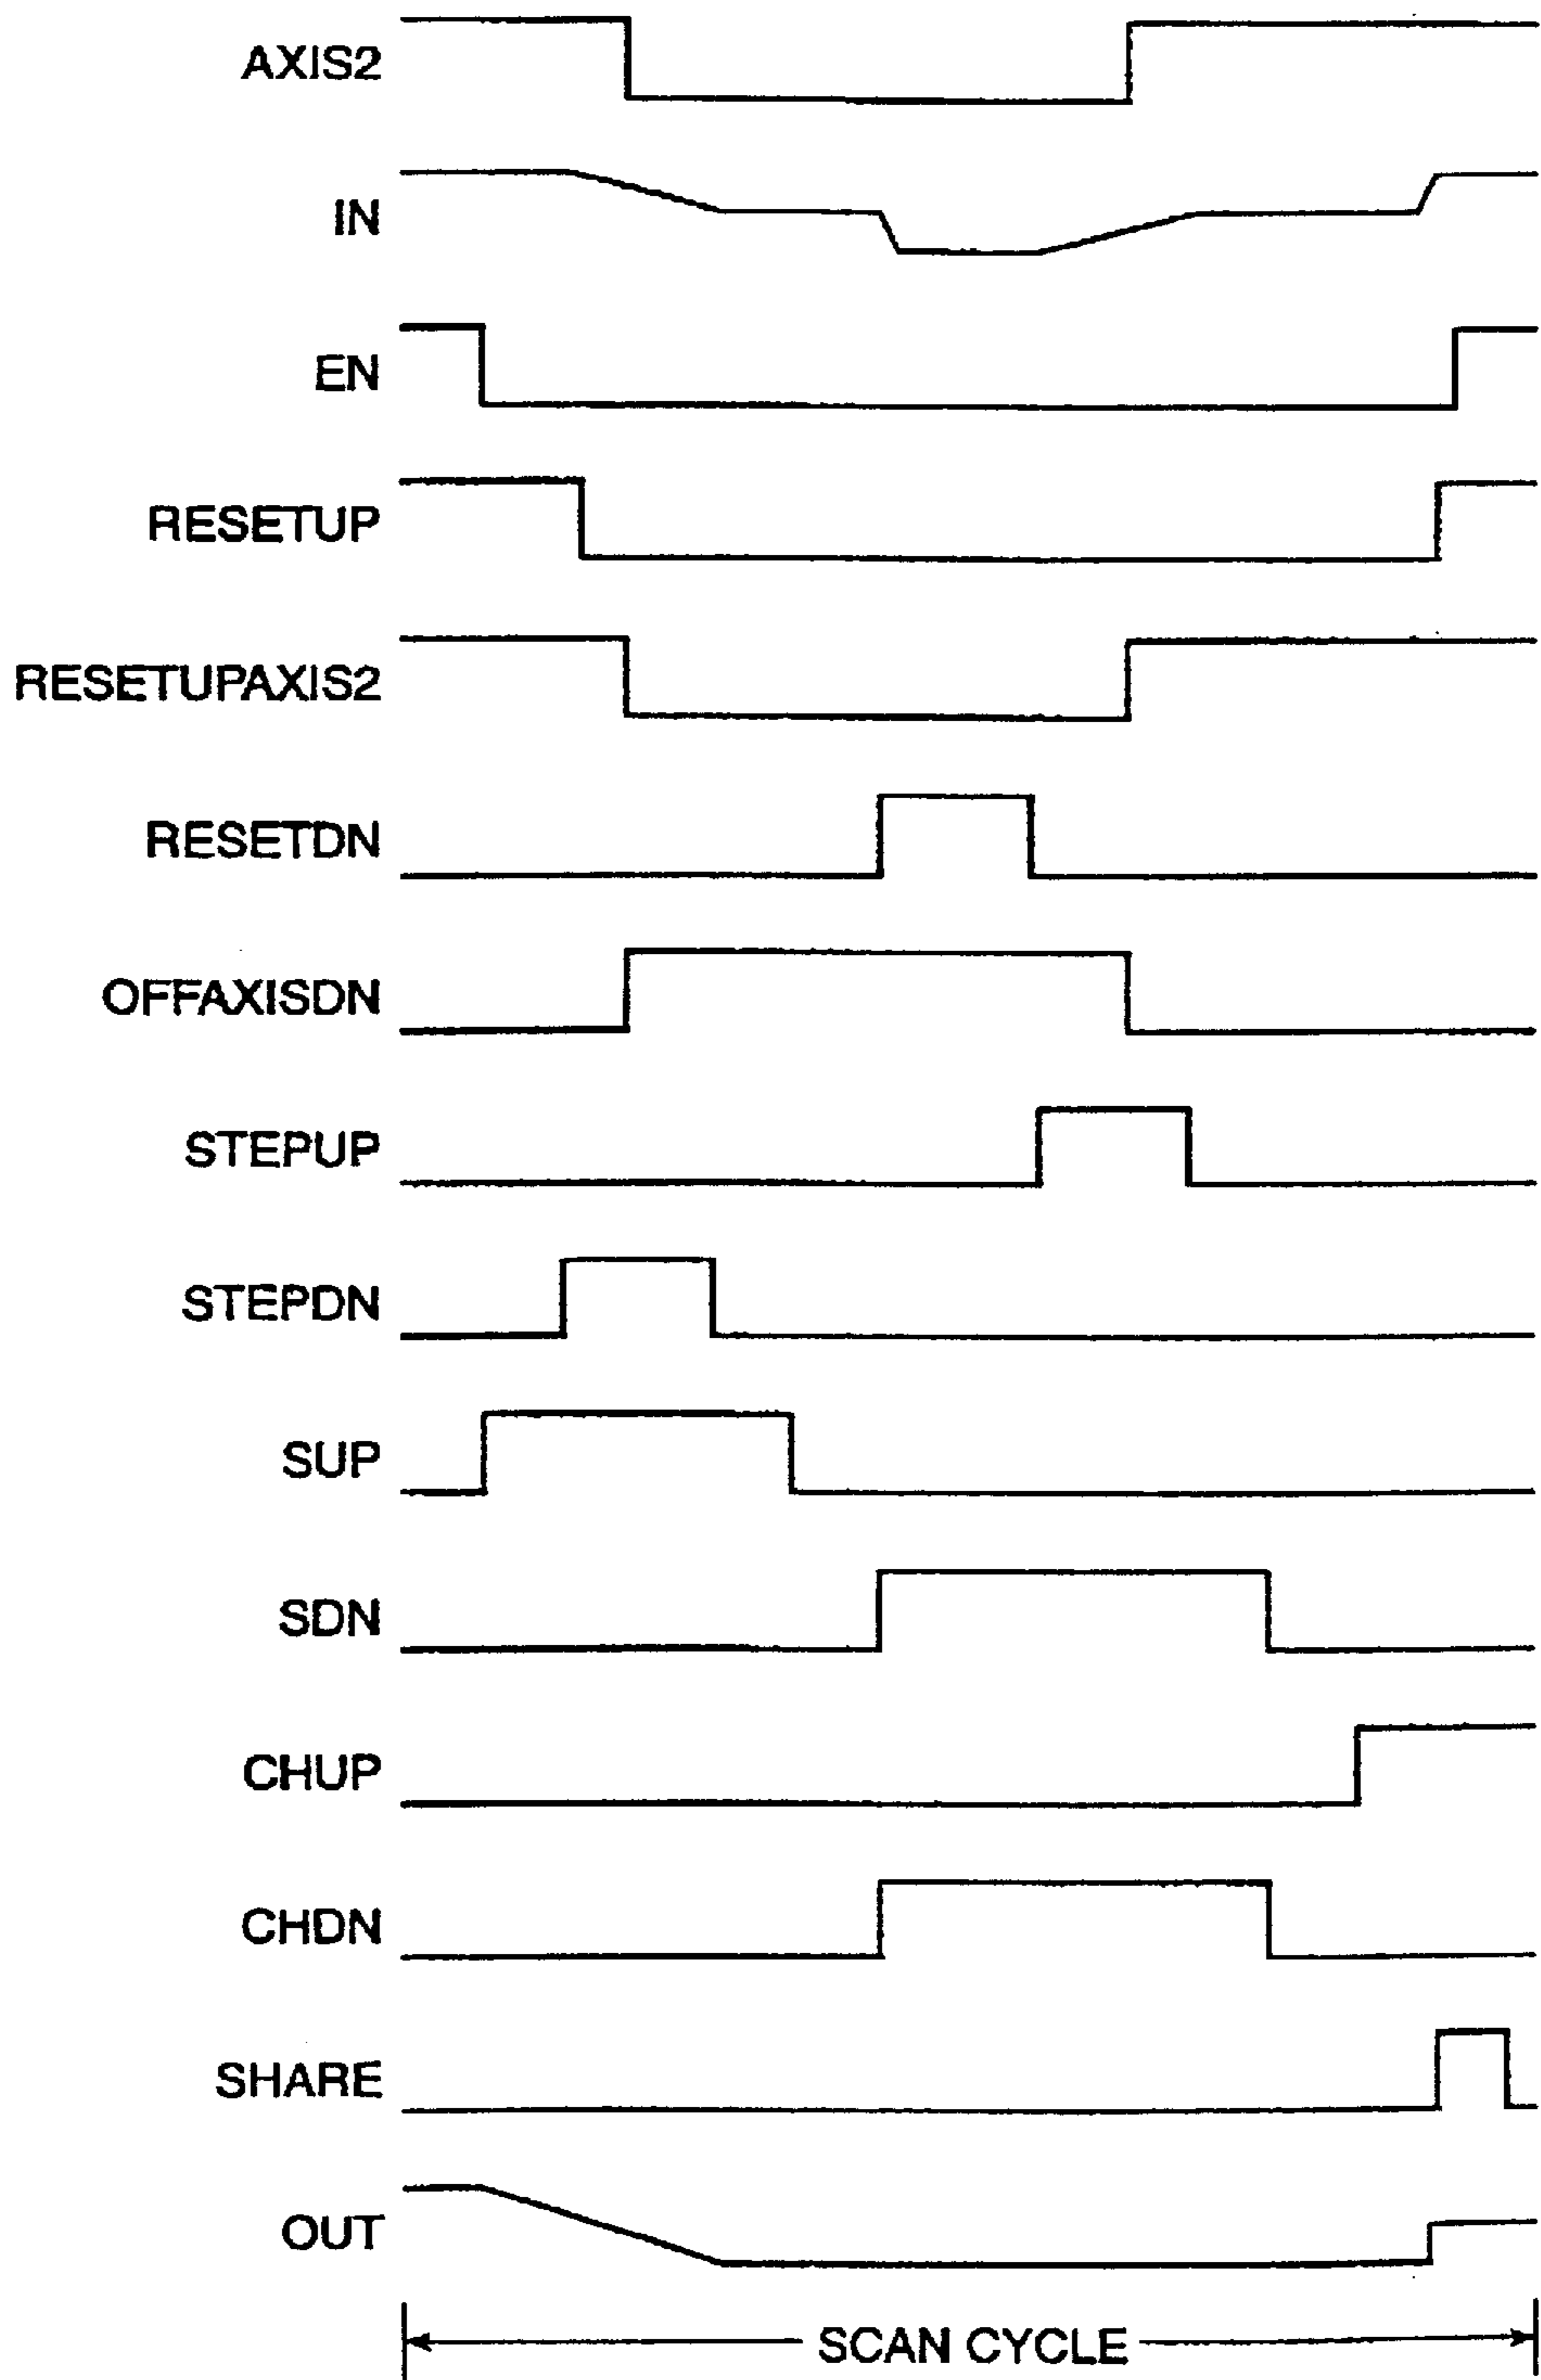 AXIS2
IN
EN
RESETUP
RESETUPAXIS2
RESETDN
OFFAXISDN
STEPUP
STEPDN
SUP
SDN
CHUP
CHDN
SHARE
OUT
SCAN CYCLE